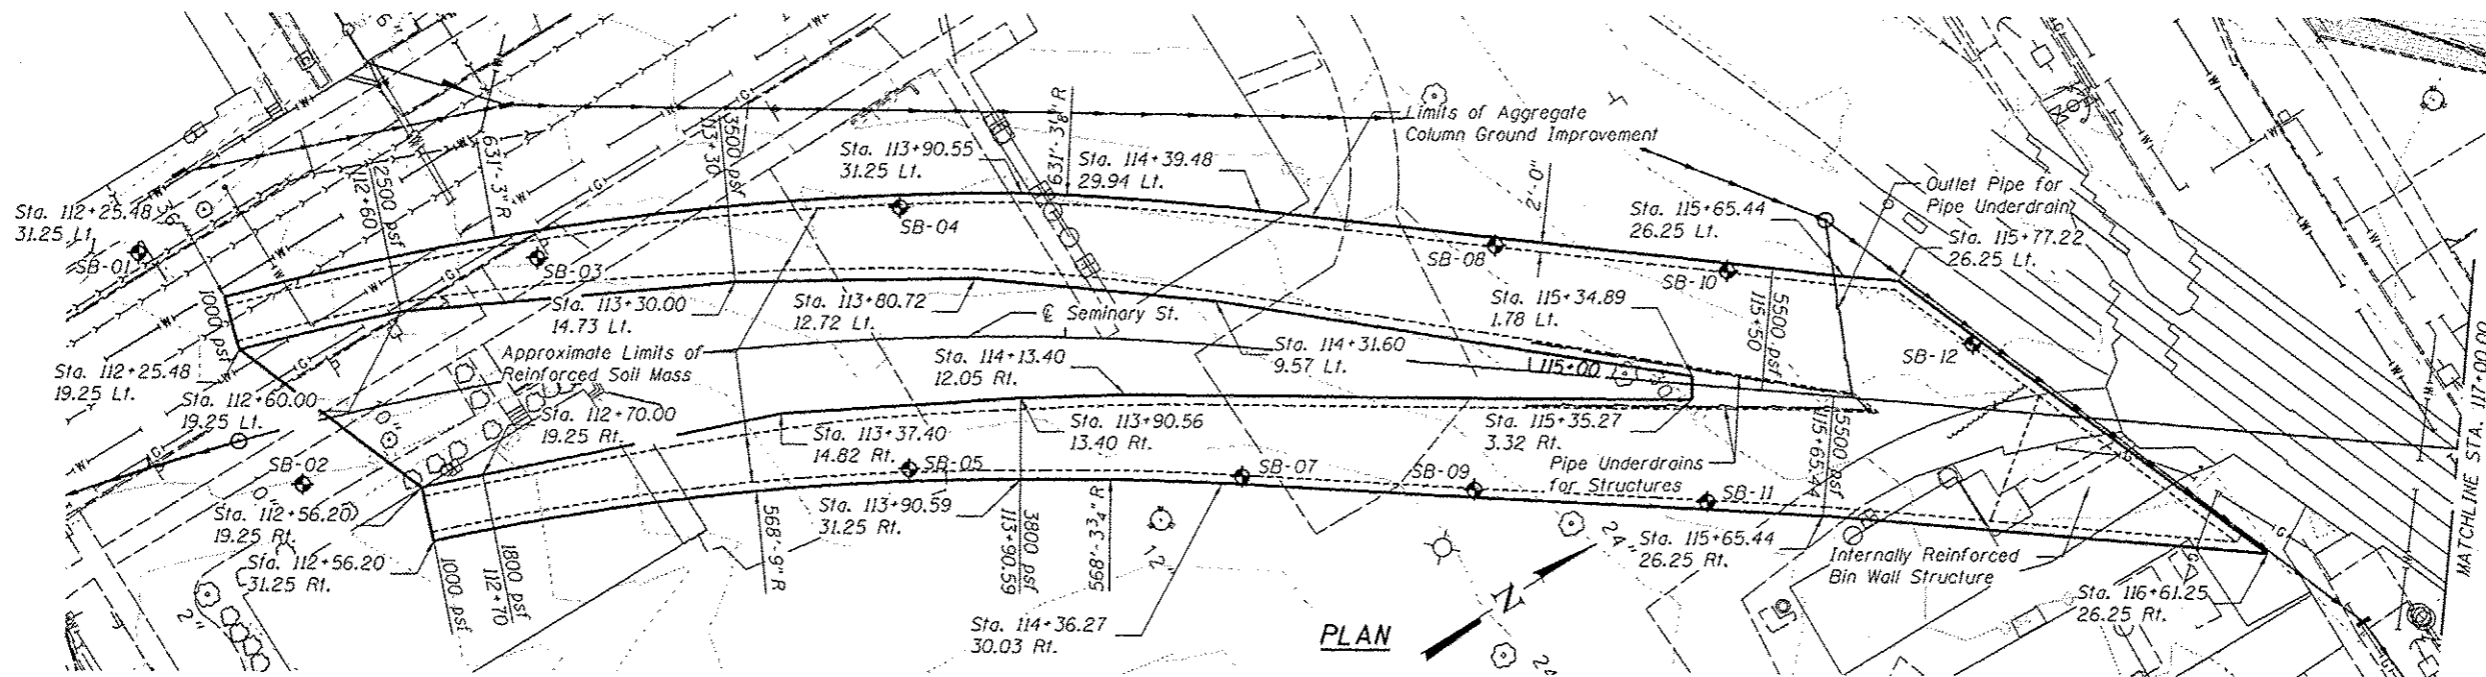 Sta. 112+25.48
31.25 Lt.
SB-01
1000 psf
Sta. 112+25.48
19.25 Lt.
Sta. 112+60.00
19.25 Lt.
2500 psf
112+60
631'-3"R
SB-03
3500 psf
113+30
Sta. 113+30.00
14.73 Lt.
Approximate Limits of
Reinforced Soil Mass
Sta. 113+90.55
31.25 Lt.
SB-04
631'-3⅛" R
Sta. 114+39.48
29.94 Lt.
Limits of Aggregate
Column Ground Improvement
2'-0"
Sta. 113+80.72
12.72 Lt.
℄ Seminary St.
Sta. 114+13.40
12.05 Rt.
Sta. 114+31.60
9.57 Lt.
SB-08
Sta. 115+34.89
1.78 Lt.
115+00
Sta. 115+65.44
26.25 Lt.
SB-10
5500 psf
115+50
Outlet Pipe for
Pipe Underdrain
Sta. 115+77.22
26.25 Lt.
SB-12
SB-02
Sta. 112+56.20
19.25 Rt.
Sta. 112+56.20
31.25 Rt.
Sta. 112+70.00
19.25 Rt.
1000 psf
1800 psf
112+70
Sta. 113+37.40
14.82 Rt.
SB-05
568'-9"R
Sta. 113+90.59
31.25 Rt.
Sta. 113+90.56
13.40 Rt.
3800 psf
113+90.59
568'-3¾" R
Sta. 114+36.27
30.03 Rt.
SB-07
12"
SB-09
Sta. 115+35.27
3.32 Rt.
Pipe Underdrains
for Structures
SB-11
5500 psf
115+65.44
Sta. 115+65.44
26.25 Rt.
24"
24"
Internally Reinforced
Bin Wall Structure
Sta. 116+61.25
26.25 Rt.
MATCHLINE STA. 117+00.00
N
PLAN